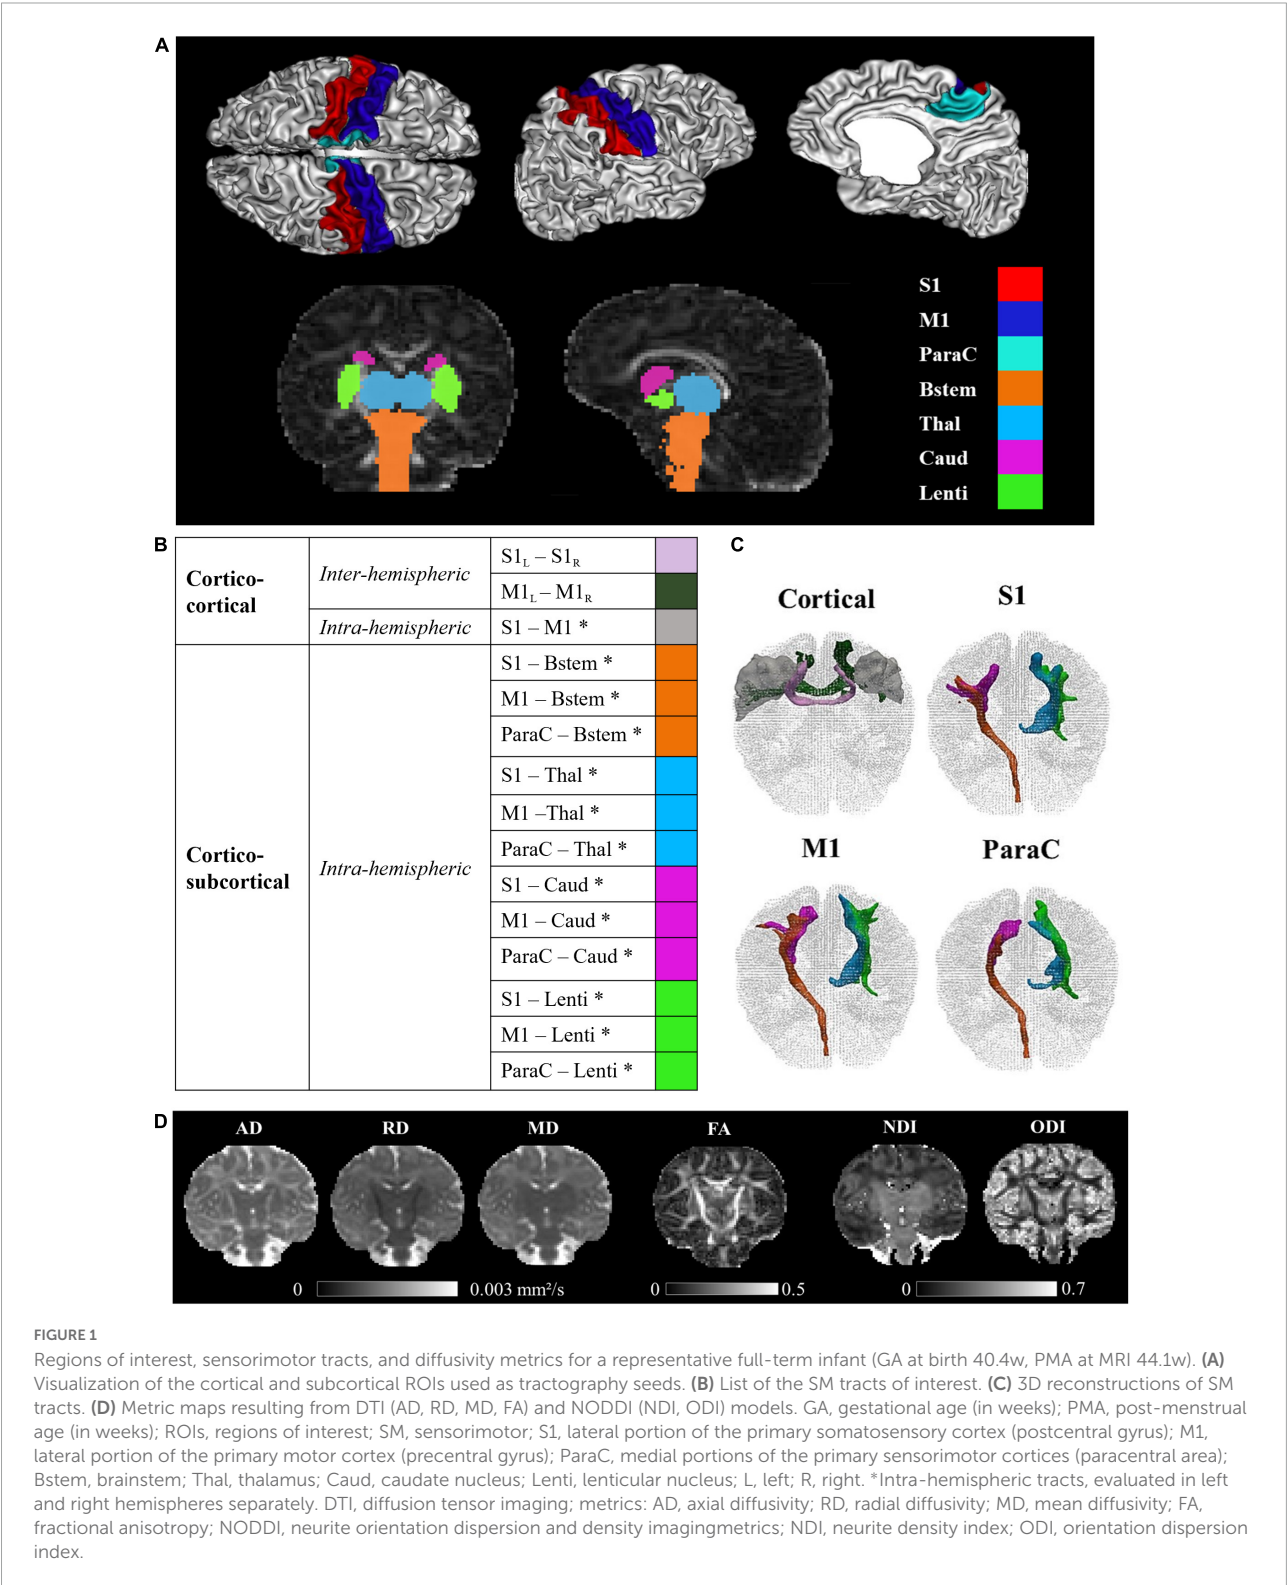 A
S1
M1
ParaC
Bstem
Thal
Caud
Lenti
B
Cortico-
cortical
Inter-hemispheric
S1L – S1R
M1L – M1R
Intra-hemispheric
S1 – M1 *
Cortico-
subcortical
Intra-hemispheric
S1 – Bstem *
M1 – Bstem *
ParaC – Bstem *
S1 – Thal *
M1 –Thal *
ParaC – Thal *
S1 – Caud *
M1 – Caud *
ParaC – Caud *
S1 – Lenti *
M1 – Lenti *
ParaC – Lenti *
C
Cortical
S1
M1
ParaC
D
AD RD MD FA NDI ODI
0 0.003 mm²/s 0 0.5 0 0.7
FIGURE 1
Regions of interest, sensorimotor tracts, and diffusivity metrics for a representative full-term infant (GA at birth 40.4w, PMA at MRI 44.1w). (A)
Visualization of the cortical and subcortical ROIs used as tractography seeds. (B) List of the SM tracts of interest. (C) 3D reconstructions of SM
tracts. (D) Metric maps resulting from DTI (AD, RD, MD, FA) and NODDI (NDI, ODI) models. GA, gestational age (in weeks); PMA, post-menstrual
age (in weeks); ROIs, regions of interest; SM, sensorimotor; S1, lateral portion of the primary somatosensory cortex (postcentral gyrus); M1,
lateral portion of the primary motor cortex (precentral gyrus); ParaC, medial portions of the primary sensorimotor cortices (paracentral area);
Bstem, brainstem; Thal, thalamus; Caud, caudate nucleus; Lenti, lenticular nucleus; L, left; R, right. *Intra-hemispheric tracts, evaluated in left
and right hemispheres separately. DTI, diffusion tensor imaging; metrics: AD, axial diffusivity; RD, radial diffusivity; MD, mean diffusivity; FA,
fractional anisotropy; NODDI, neurite orientation dispersion and density imagingmetrics; NDI, neurite density index; ODI, orientation dispersion
index.